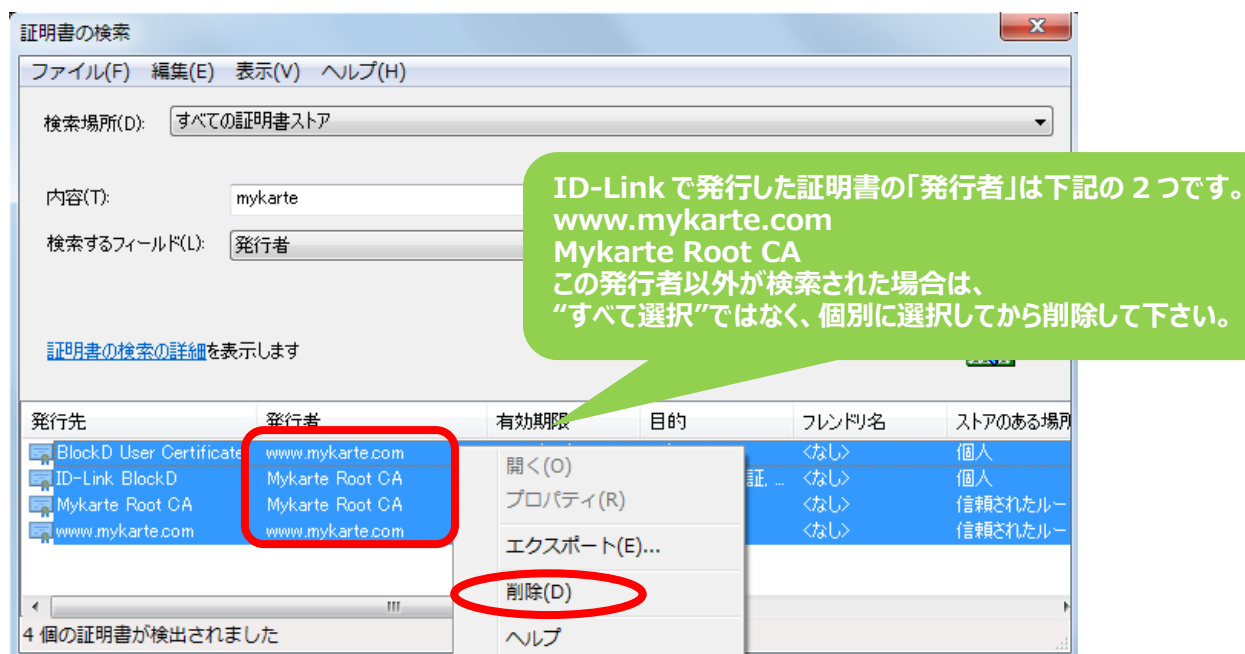 証明書の検索
x
ファイル(F) 編集(E) 表示(V) ヘルプ(H)
検索場所(D): すべての証明書ストア
内容(T): mykarte
検索するフィールド(L): 発行者
ID-Link で発行した証明書の「発行者」は下記の 2 つです。
www.mykarte.com
Mykarte Root CA
この発行者以外が検索された場合は、
“すべて選択”ではなく、個別に選択してから削除して下さい。
証明書の検索の詳細を表示します
発行先 発行者 有効期限 目的 フレンドリ名 ストアのある場所
BlockD User Certificate www.mykarte.com <なし> 個人
ID-Link BlockD Mykarte Root CA 証, ... <なし> 個人
Mykarte Root CA Mykarte Root CA <なし> 信頼されたルー
www.mykarte.com www.mykarte.com <なし> 信頼されたルー
開く(O)
プロパティ(R)
エクスポート(E)...
削除(D)
ヘルプ
4 個の証明書が検出されました